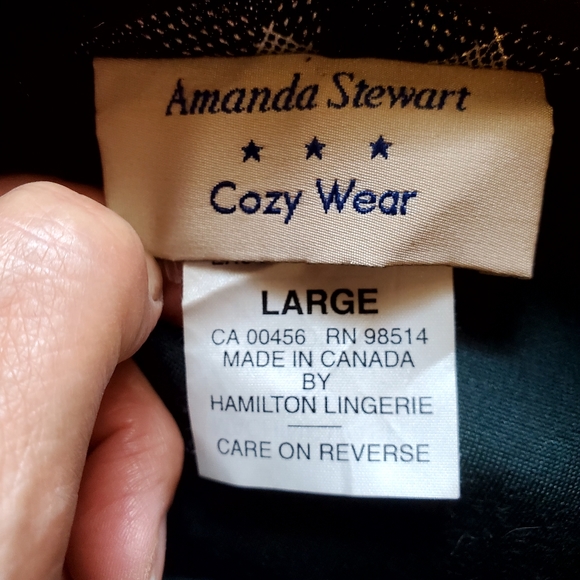 Amanda Stewart
★ ★ ★
Cozy Wear
LARGE
CA 00456 RN 98514
MADE IN CANADA
BY
HAMILTON LINGERIE
CARE ON REVERSE